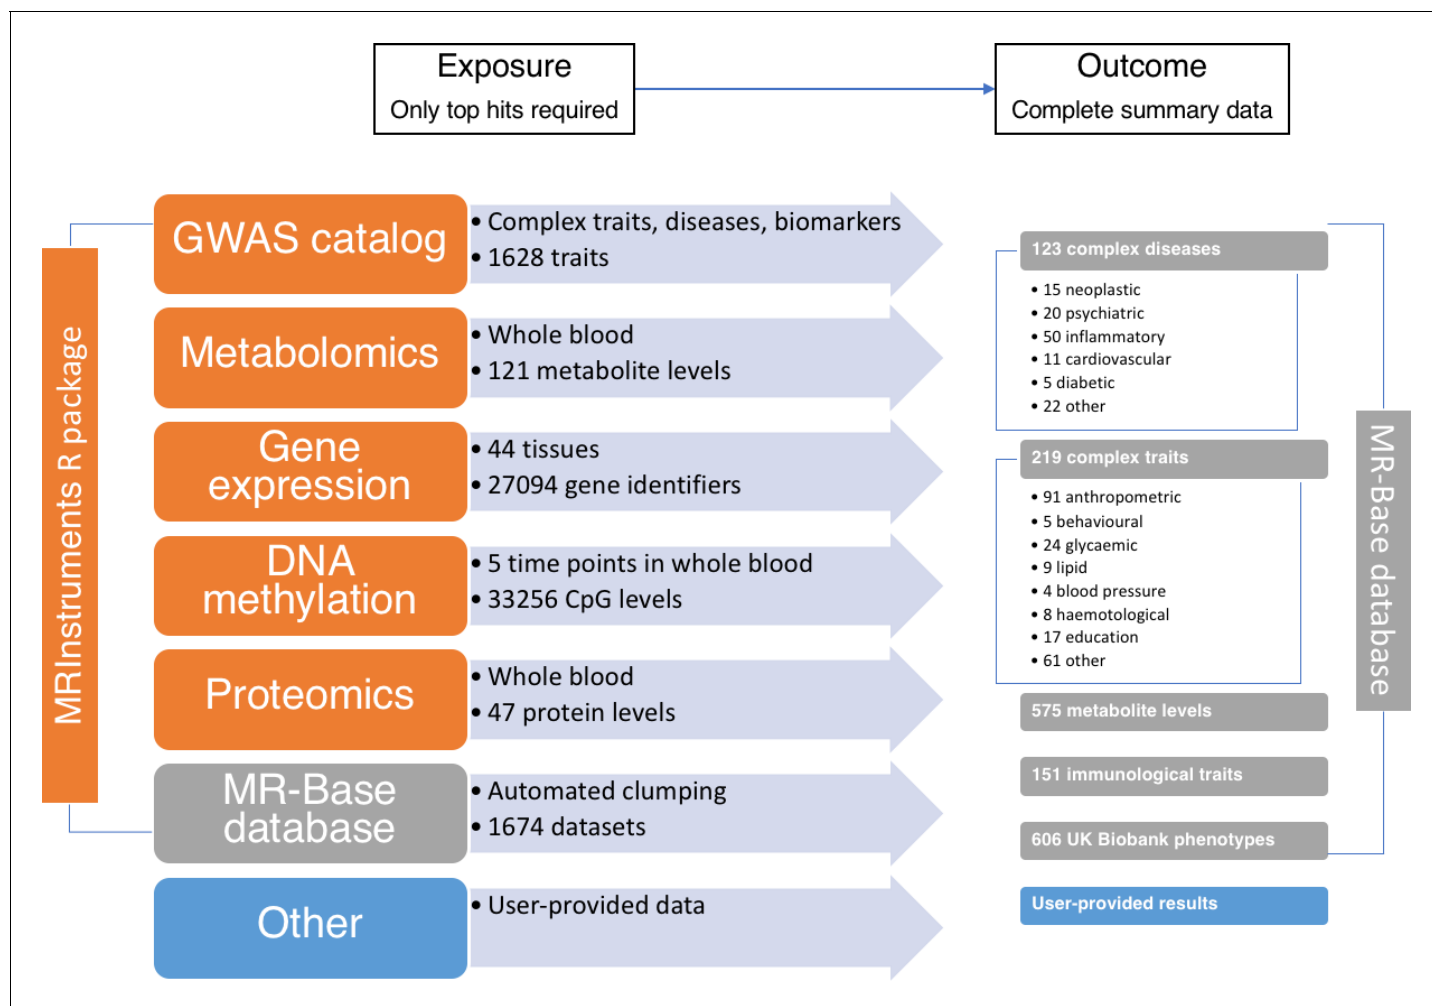 Exposure
Only top hits required
Outcome
Complete summary data
MRInstruments R package
GWAS catalog
• Complex traits, diseases, biomarkers
• 1628 traits
Metabolomics
• Whole blood
• 121 metabolite levels
Gene
expression
• 44 tissues
• 27094 gene identifiers
DNA
methylation
• 5 time points in whole blood
• 33256 CpG levels
Proteomics
• Whole blood
• 47 protein levels
MR-Base
database
• Automated clumping
• 1674 datasets
Other
• User-provided data
123 complex diseases
• 15 neoplastic
• 20 psychiatric
• 50 inflammatory
• 11 cardiovascular
• 5 diabetic
• 22 other
219 complex traits
• 91 anthropometric
• 5 behavioural
• 24 glycaemic
• 9 lipid
• 4 blood pressure
• 8 haemotological
• 17 education
• 61 other
575 metabolite levels
151 immunological traits
606 UK Biobank phenotypes
User-provided results
MR-Base database